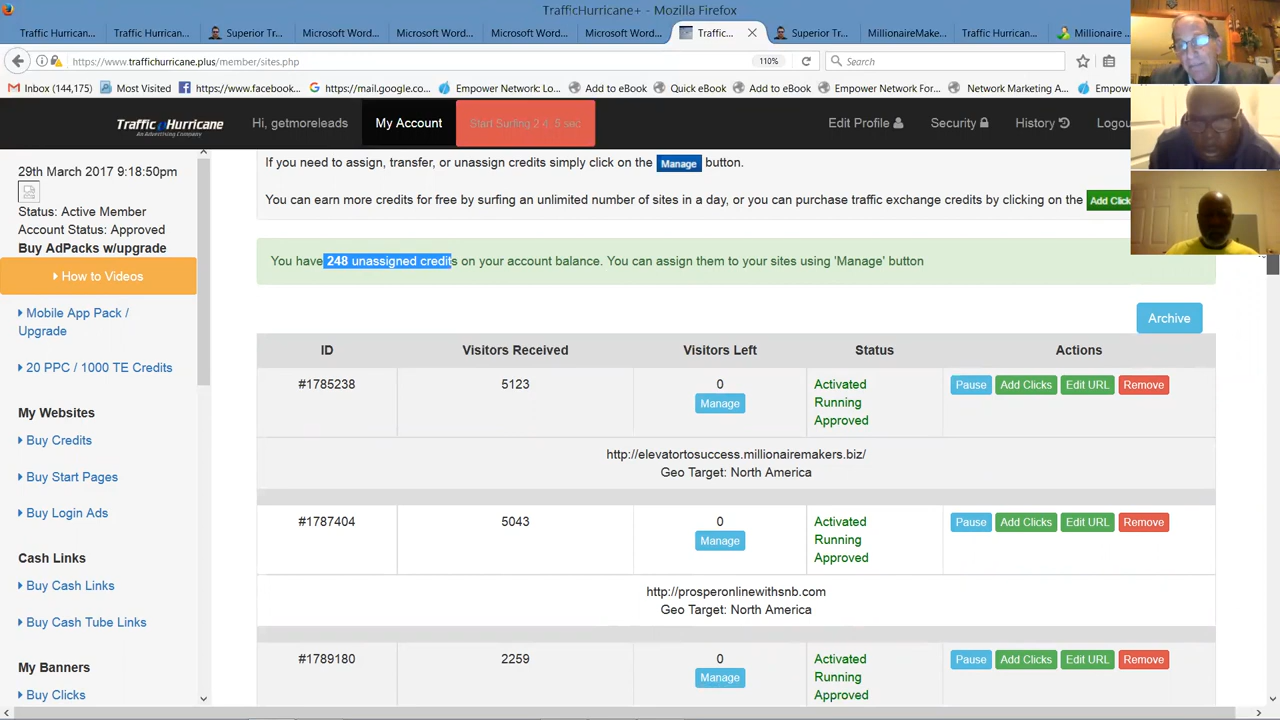 TrafficHurricane+ - Mozilla Firefox
Traffic Hurrican...
Traffic Hurrican...
Superior Tr...
Microsoft Word...
Microsoft Word...
Microsoft Word...
Microsoft Word...
Traffic...
Superior Tr...
MillionaireMake...
Traffic Hurrican...
Millionaire
https://www.traffichurricane.plus/member/sites.php
110%
Search
Inbox (144,175)
Most Visited
https://www.facebook...
https://mail.google.co...
Empower Network: Lo...
Add to eBook
Quick eBook
Add to eBook
Empower Network For...
Network Marketing A...
Empowe
Traffic Hurricane
An Advertising Company
Hi, getmoreleads
My Account
Start Surfing 2 5 sec
Edit Profile
Security
History
Logou
29th March 2017 9:18:50pm
Status: Active Member
Account Status: Approved
Buy AdPacks w/upgrade
How to Videos
Mobile App Pack /
Upgrade
20 PPC / 1000 TE Credits
My Websites
Buy Credits
Buy Start Pages
Buy Login Ads
Cash Links
Buy Cash Links
Buy Cash Tube Links
My Banners
Buy Clicks
If you need to assign, transfer, or unassign credits simply click on the Manage button.
You can earn more credits for free by surfing an unlimited number of sites in a day, or you can purchase traffic exchange credits by clicking on the Add Click
You have 248 unassigned credits on your account balance. You can assign them to your sites using 'Manage' button
Archive
ID Visitors Received Visitors Left Status Actions
#1785238 5123 0 Activated Pause Add Clicks Edit URL Remove
Manage Running
Approved
http://elevatortosuccess.millionairemakers.biz/
Geo Target: North America
#1787404 5043 0 Activated Pause Add Clicks Edit URL Remove
Manage Running
Approved
http://prosperonlinewithsnb.com
Geo Target: North America
#1789180 2259 0 Activated Pause Add Clicks Edit URL Remove
Manage Running
Approved